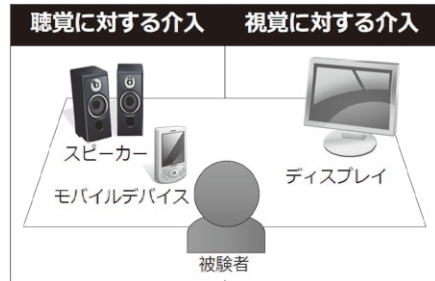 聴覚に対する介入
視覚に対する介入
スピーカー
モバイルデバイス
ディスプレイ
被験者